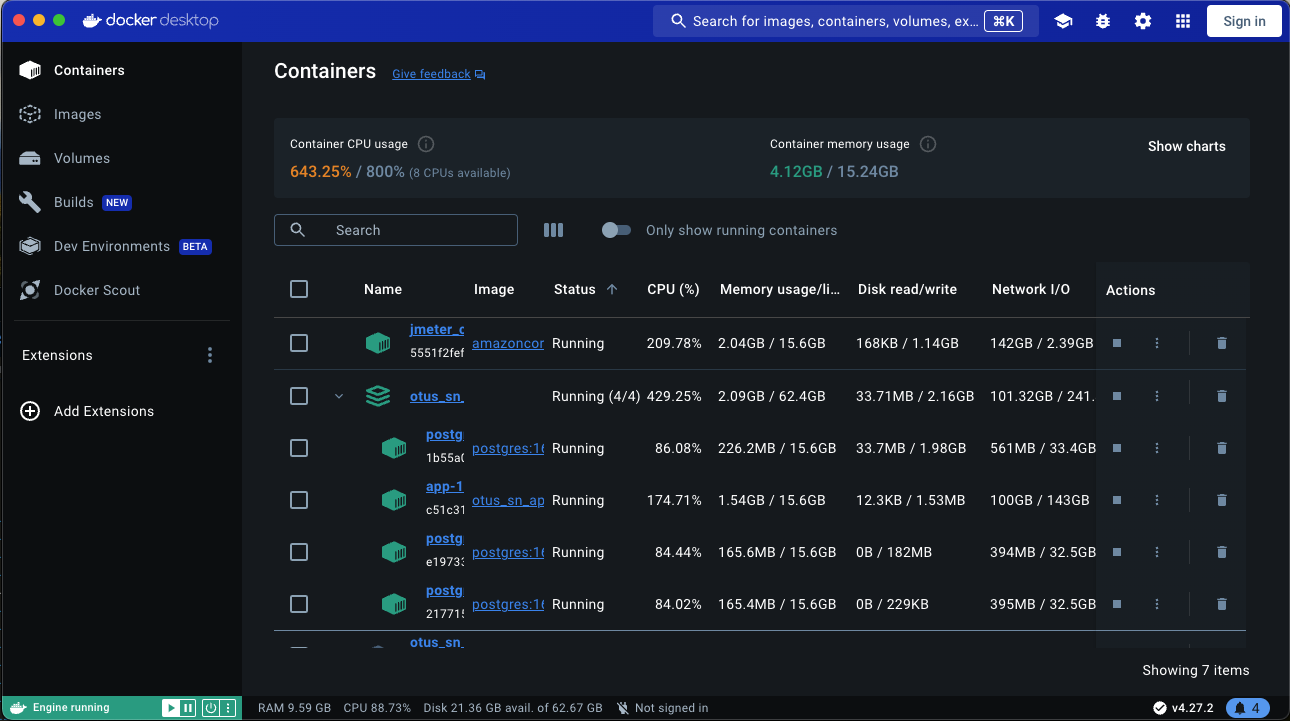 docker desktop
Search for images, containers, volumes, ex… ⌘K
Sign in
Containers
Images
Volumes
Builds NEW
Dev Environments BETA
Docker Scout
Extensions
Add Extensions
Containers Give feedback
Container CPU usage
643.25% / 800% (8 CPUs available)
Container memory usage
4.12GB / 15.24GB
Show charts
Search
Only show running containers
Name Image Status CPU (%) Memory usage/li… Disk read/write Network I/O Actions
jmeter_c
5551f2fef
amazoncor Running 209.78% 2.04GB / 15.6GB 168KB / 1.14GB 142GB / 2.39GB
otus_sn_ Running (4/4) 429.25% 2.09GB / 62.4GB 33.71MB / 2.16GB 101.32GB / 241.
postg
1b55a0
postgres:16 Running 86.08% 226.2MB / 15.6GB 33.7MB / 1.98GB 561MB / 33.4GB
app-1
c51c31
otus_sn_ap Running 174.71% 1.54GB / 15.6GB 12.3KB / 1.53MB 100GB / 143GB
postg
e19733
postgres:16 Running 84.44% 165.6MB / 15.6GB 0B / 182MB 394MB / 32.5GB
postg
217715
postgres:16 Running 84.02% 165.4MB / 15.6GB 0B / 229KB 395MB / 32.5GB
otus_sn_
Showing 7 items
Engine running
RAM 9.59 GB CPU 88.73% Disk 21.36 GB avail. of 62.67 GB Not signed in
v4.27.2
4